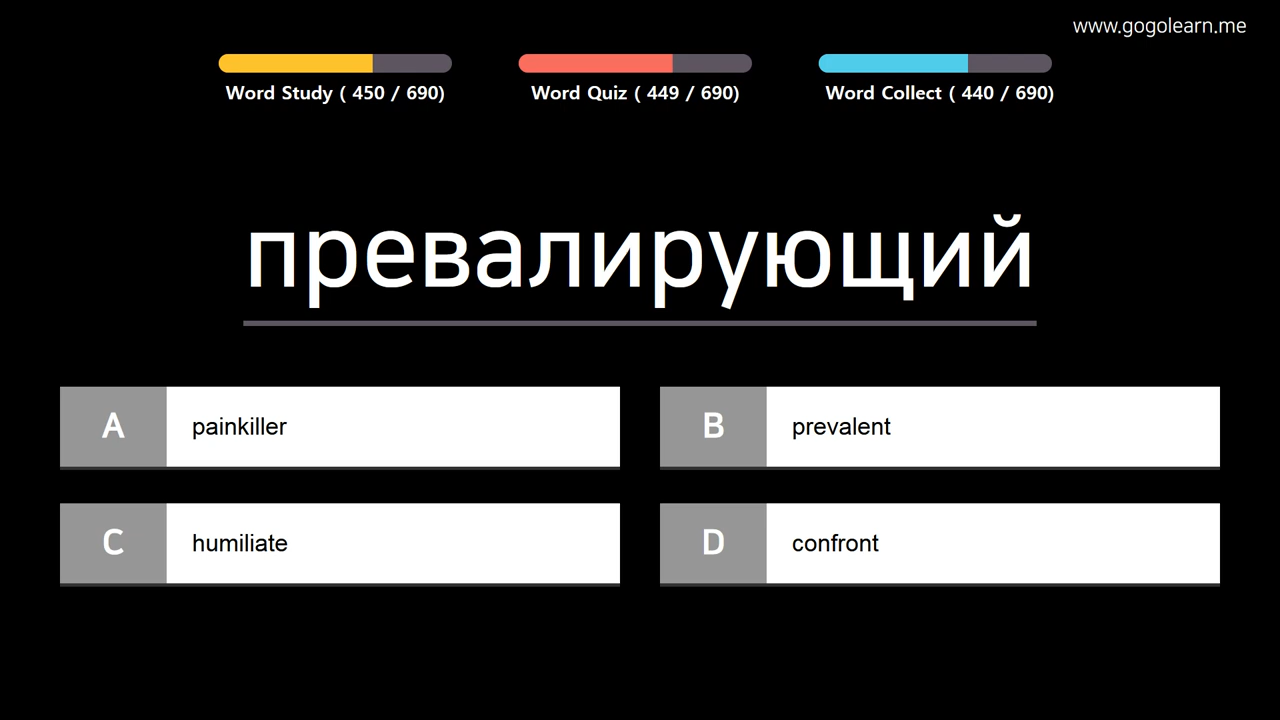 www.gogolearn.me
Word Study ( 450 / 690)
Word Quiz ( 449 / 690)
Word Collect ( 440 / 690)
превалирующий
A painkiller
B prevalent
C humiliate
D confront